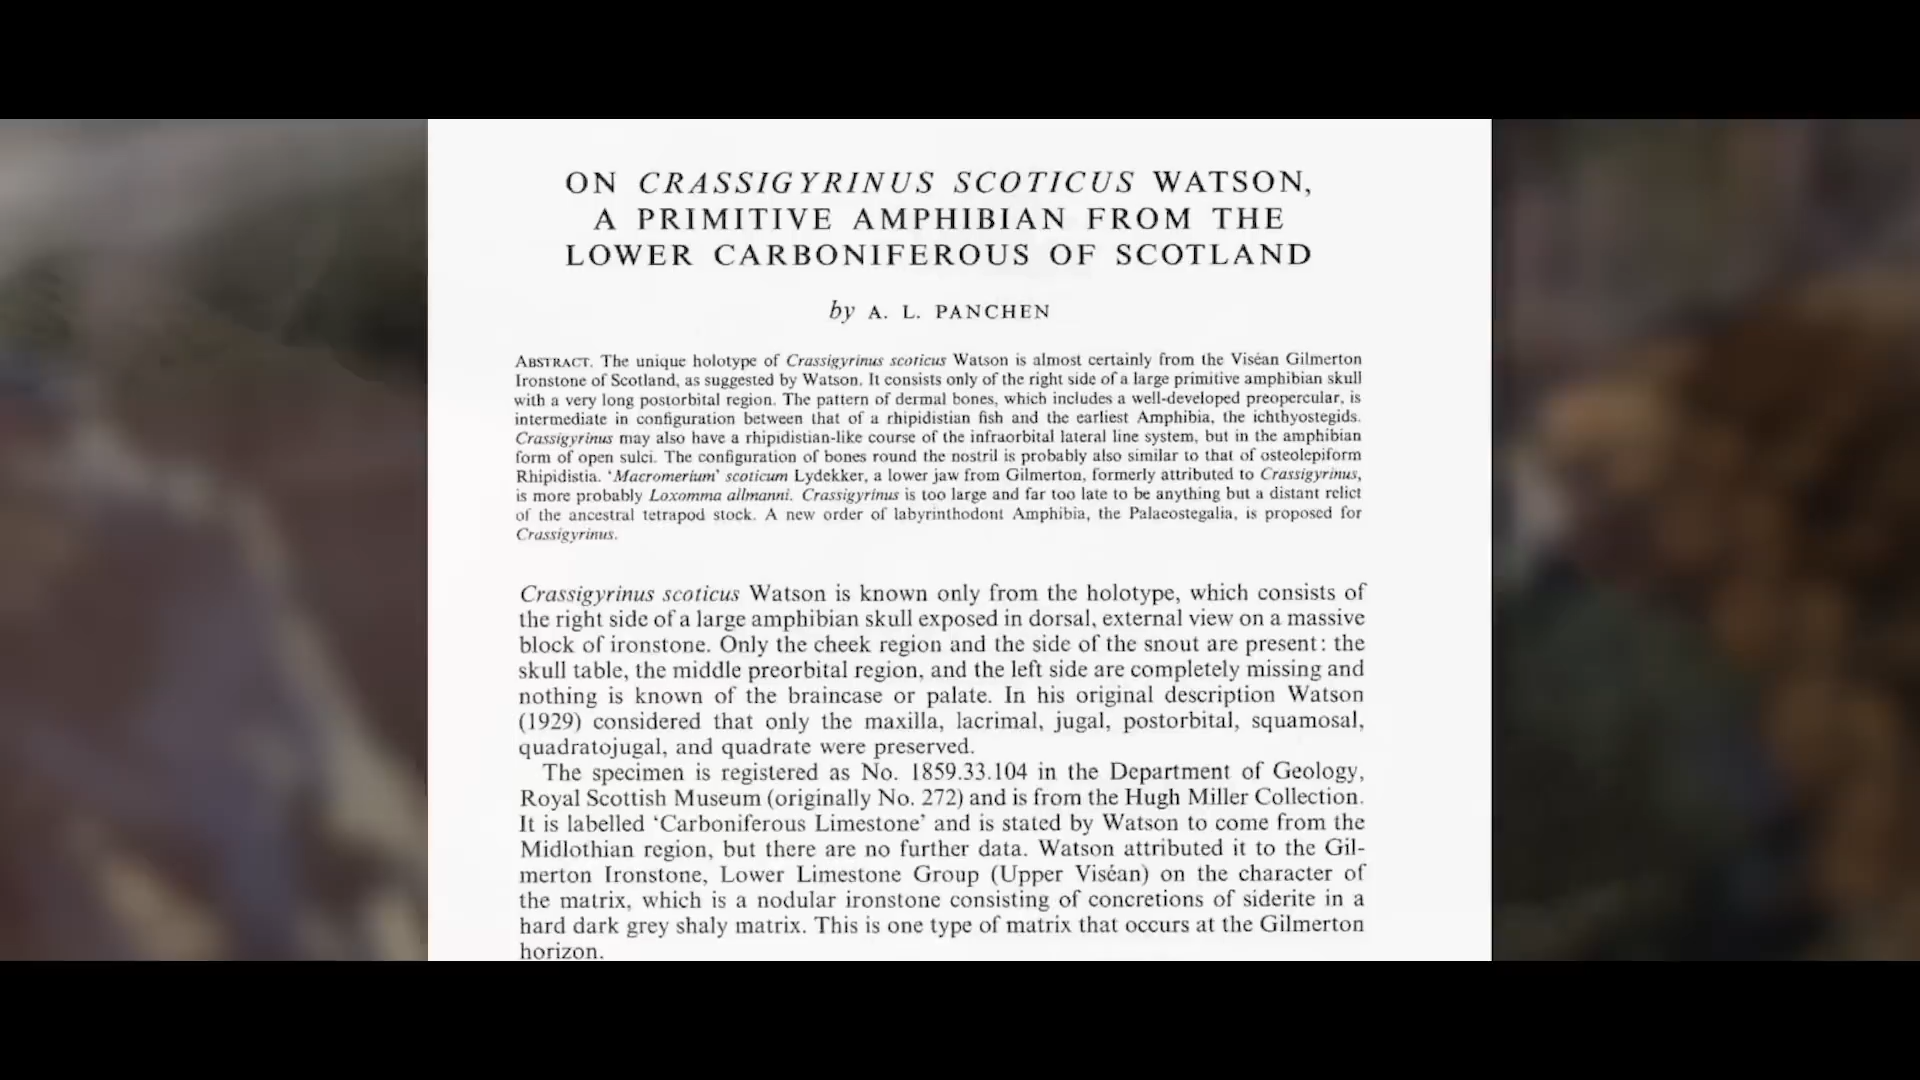 ON CRASSIGYRINUS SCOTICUS WATSON,
A PRIMITIVE AMPHIBIAN FROM THE
LOWER CARBONIFEROUS OF SCOTLAND
by A. L. PANCHEN
ABSTRACT. The unique holotype of Crassigyrinus scoticus Watson is almost certainly from the Viséan Gilmerton
Ironstone of Scotland, as suggested by Watson. It consists only of the right side of a large primitive amphibian skull
with a very long postorbital region. The pattern of dermal bones, which includes a well-developed preopercular, is
intermediate in configuration between that of a rhipidistian fish and the earliest Amphibia, the ichthyostegids.
Crassigyrinus may also have a rhipidistian-like course of the infraorbital lateral line system, but in the amphibian
form of open sulci. The configuration of bones round the nostril is probably also similar to that of osteolepiform
Rhipidistia. ‘Macromerium’ scoticum Lydekker, a lower jaw from Gilmerton, formerly attributed to Crassigyrinus,
is more probably Loxomma allmanni. Crassigyrinus is too large and far too late to be anything but a distant relict
of the ancestral tetrapod stock. A new order of labyrinthodont Amphibia, the Palaeostegalia, is proposed for
Crassigyrinus.
Crassigyrinus scoticus Watson is known only from the holotype, which consists of
the right side of a large amphibian skull exposed in dorsal, external view on a massive
block of ironstone. Only the cheek region and the side of the snout are present: the
skull table, the middle preorbital region, and the left side are completely missing and
nothing is known of the braincase or palate. In his original description Watson
(1929) considered that only the maxilla, lacrimal, jugal, postorbital, squamosal,
quadratojugal, and quadrate were preserved.
The specimen is registered as No. 1859.33.104 in the Department of Geology,
Royal Scottish Museum (originally No. 272) and is from the Hugh Miller Collection.
It is labelled ‘Carboniferous Limestone’ and is stated by Watson to come from the
Midlothian region, but there are no further data. Watson attributed it to the Gil-
merton Ironstone, Lower Limestone Group (Upper Viséan) on the character of
the matrix, which is a nodular ironstone consisting of concretions of siderite in a
hard dark grey shaly matrix. This is one type of matrix that occurs at the Gilmerton
horizon.